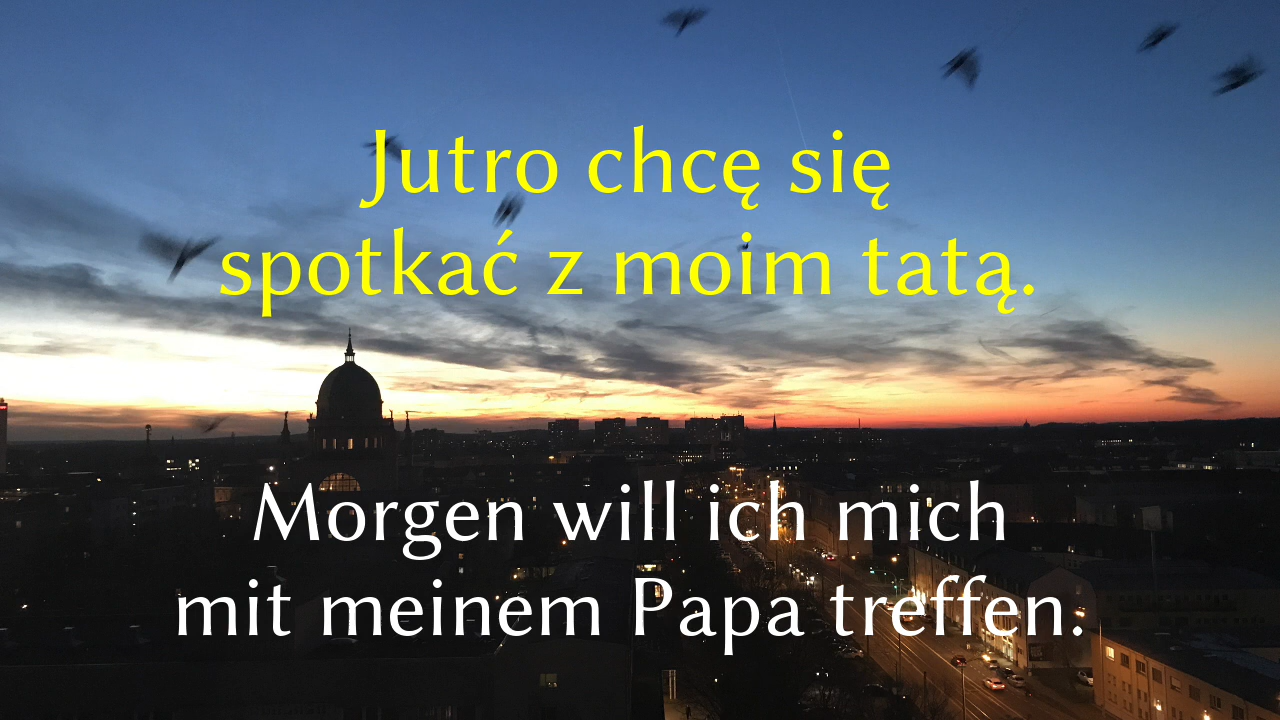 Jutro chcę się
spotkać z moim tatą.
Morgen will ich mich
mit meinem Papa treffen.